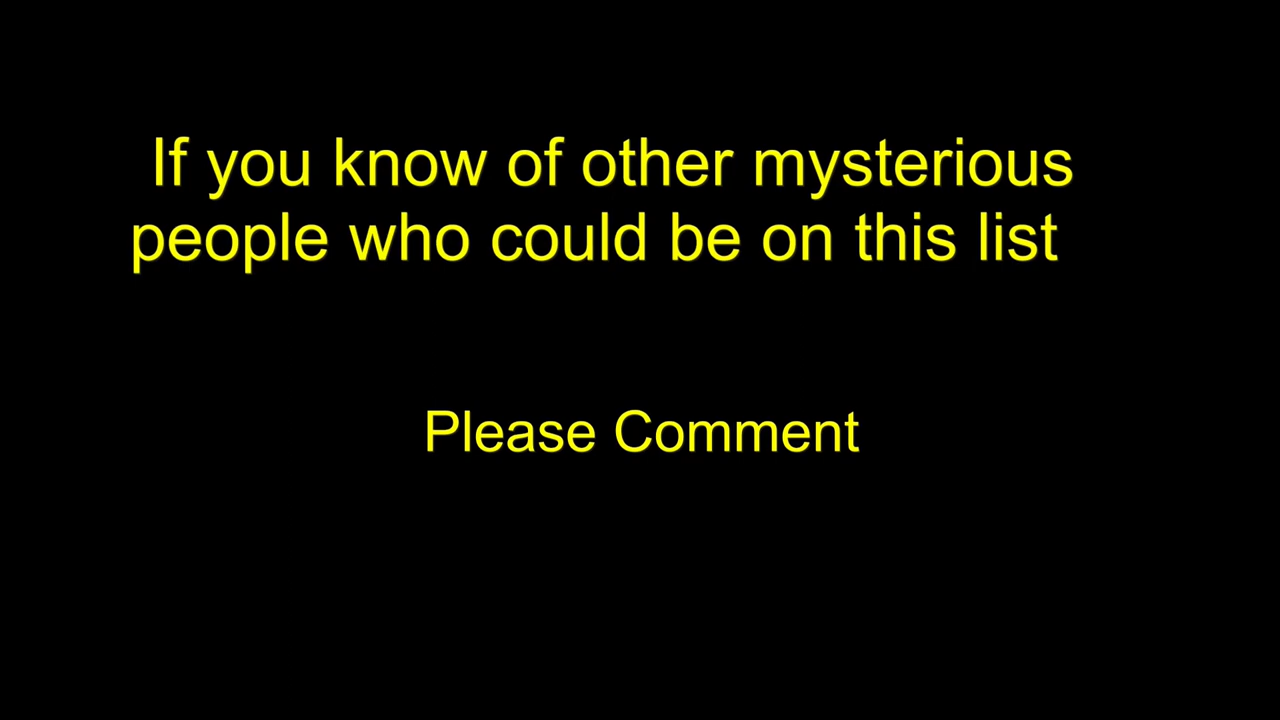 If you know of other mysterious
people who could be on this list
Please Comment